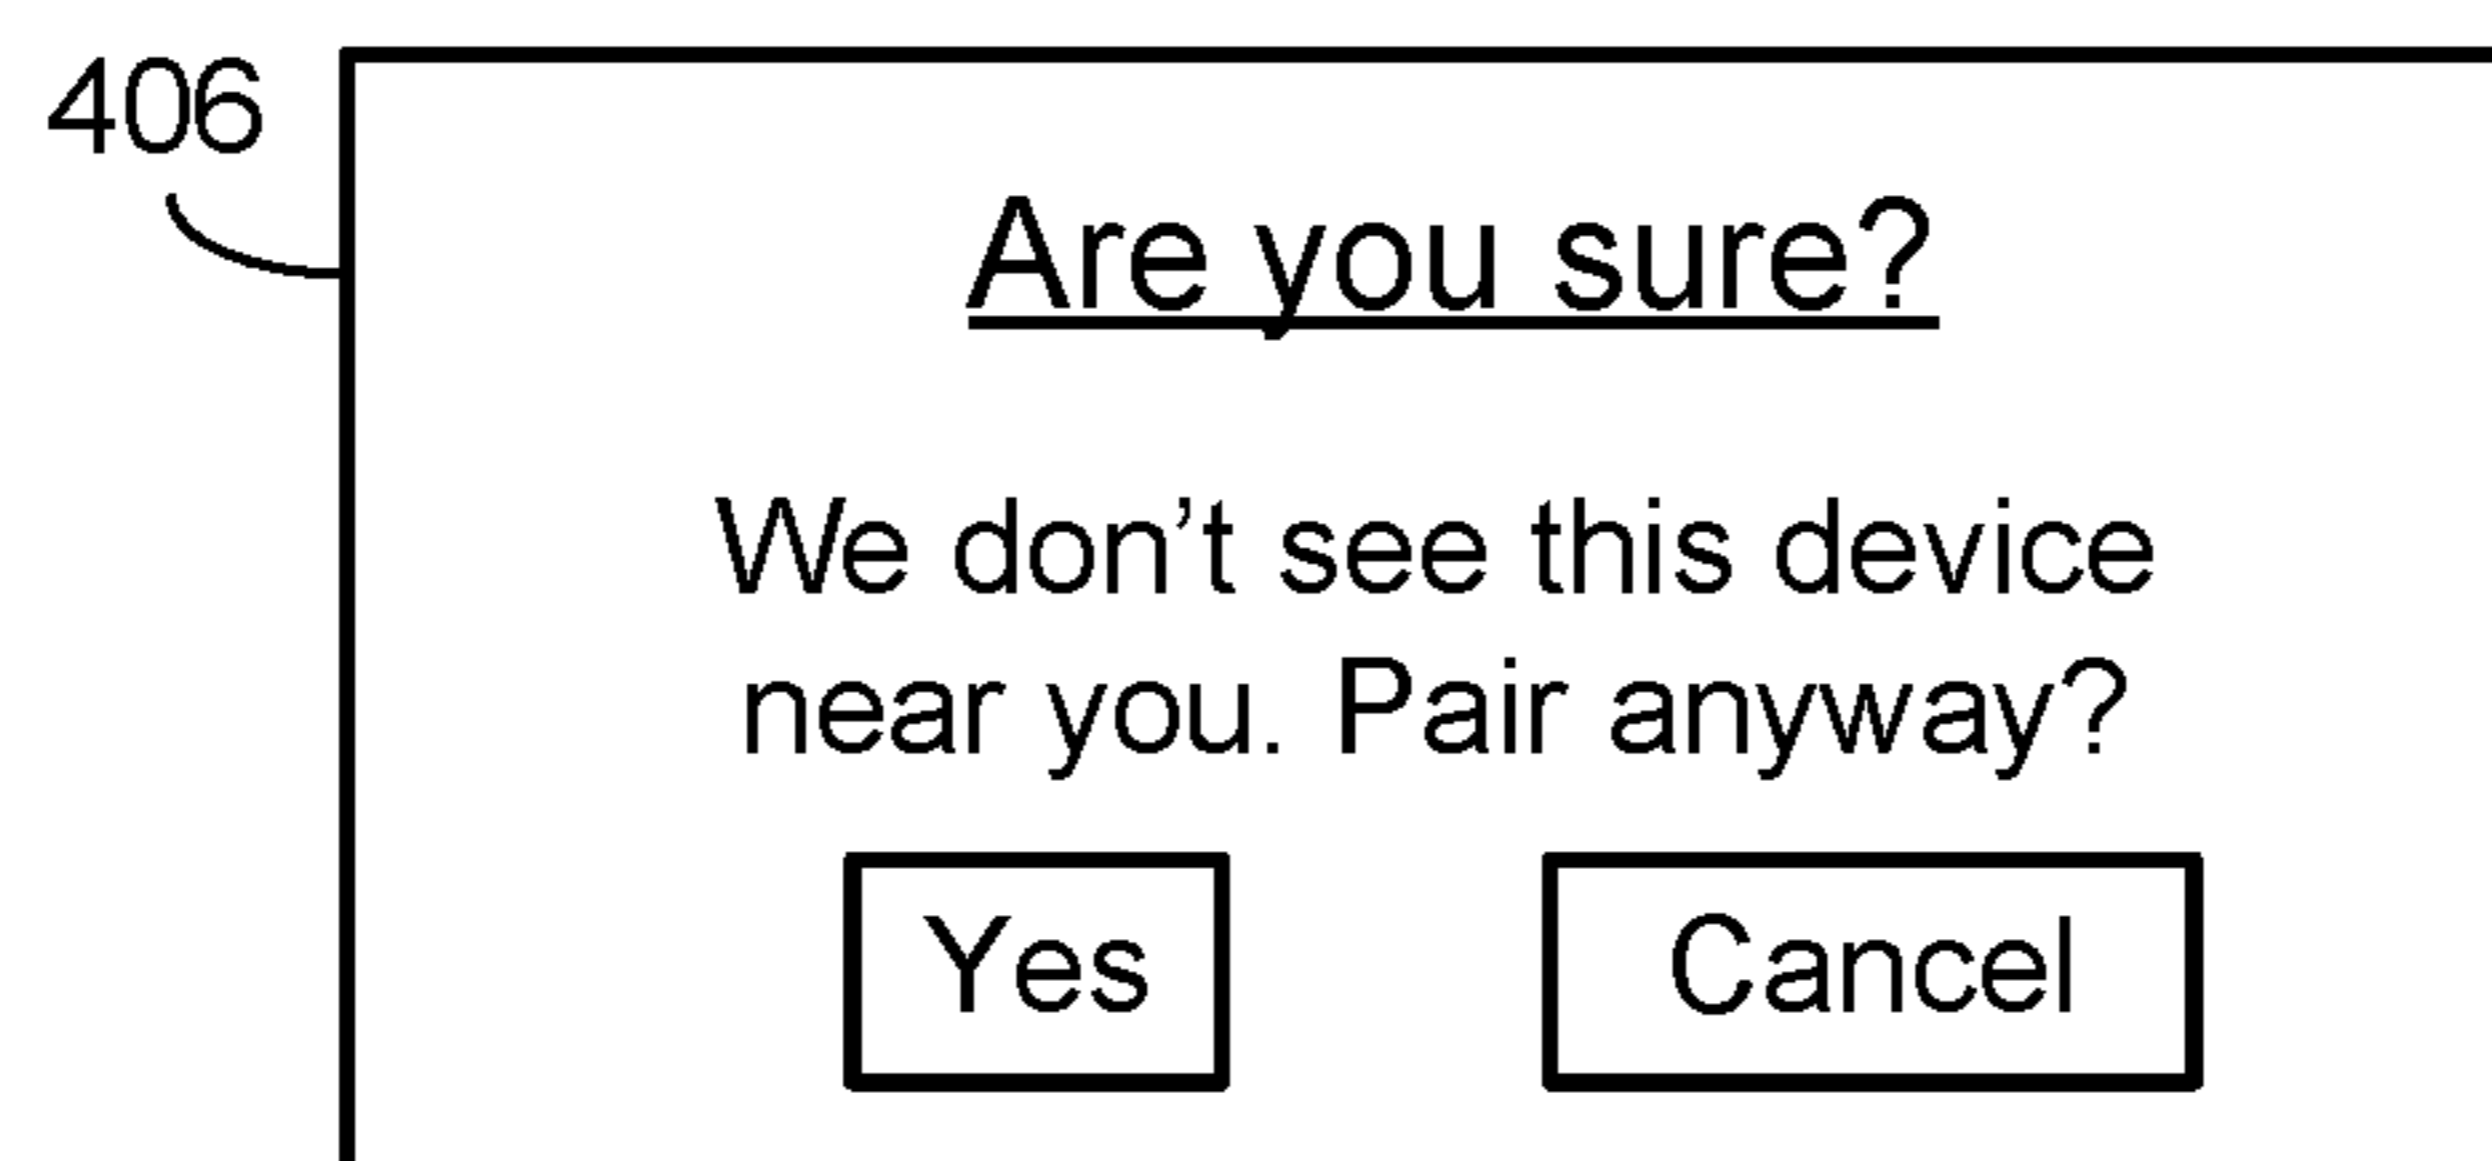 406
Are you sure?
We don’t see this device
near you. Pair anyway?
Yes
Cancel